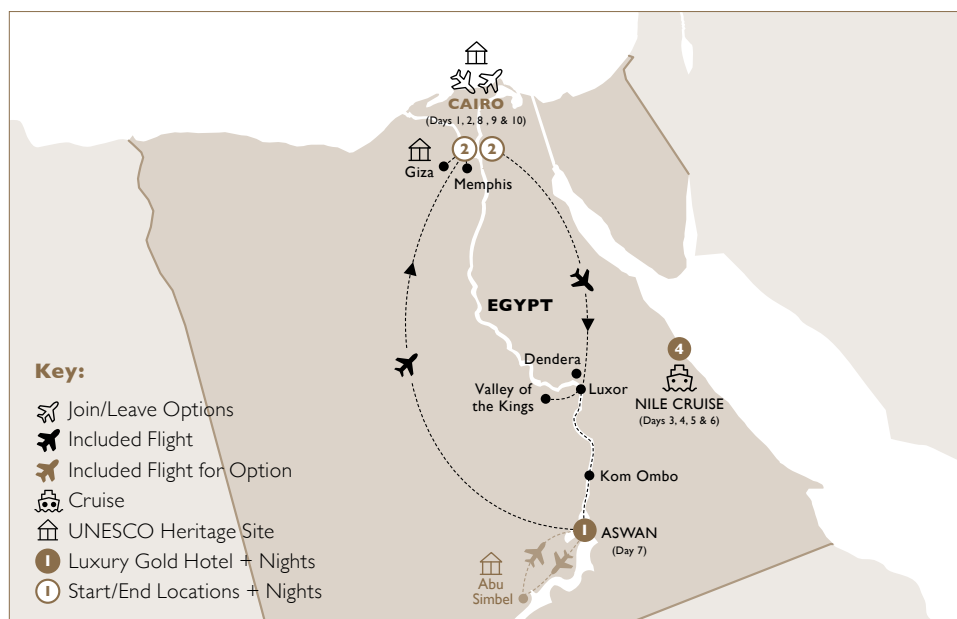 CAIRO
(Days 1, 2, 8 , 9 & 10)
2
2
Giza
Memphis
EGYPT
Dendera
Valley of
the Kings
Luxor
4
NILE CRUISE
(Days 3, 4, 5 & 6)
Kom Ombo
1
ASWAN
(Day 7)
Abu
Simbel
Key:
Join/Leave Options
Included Flight
Included Flight for Option
Cruise
UNESCO Heritage Site
1
Luxury Gold Hotel + Nights
1
Start/End Locations + Nights